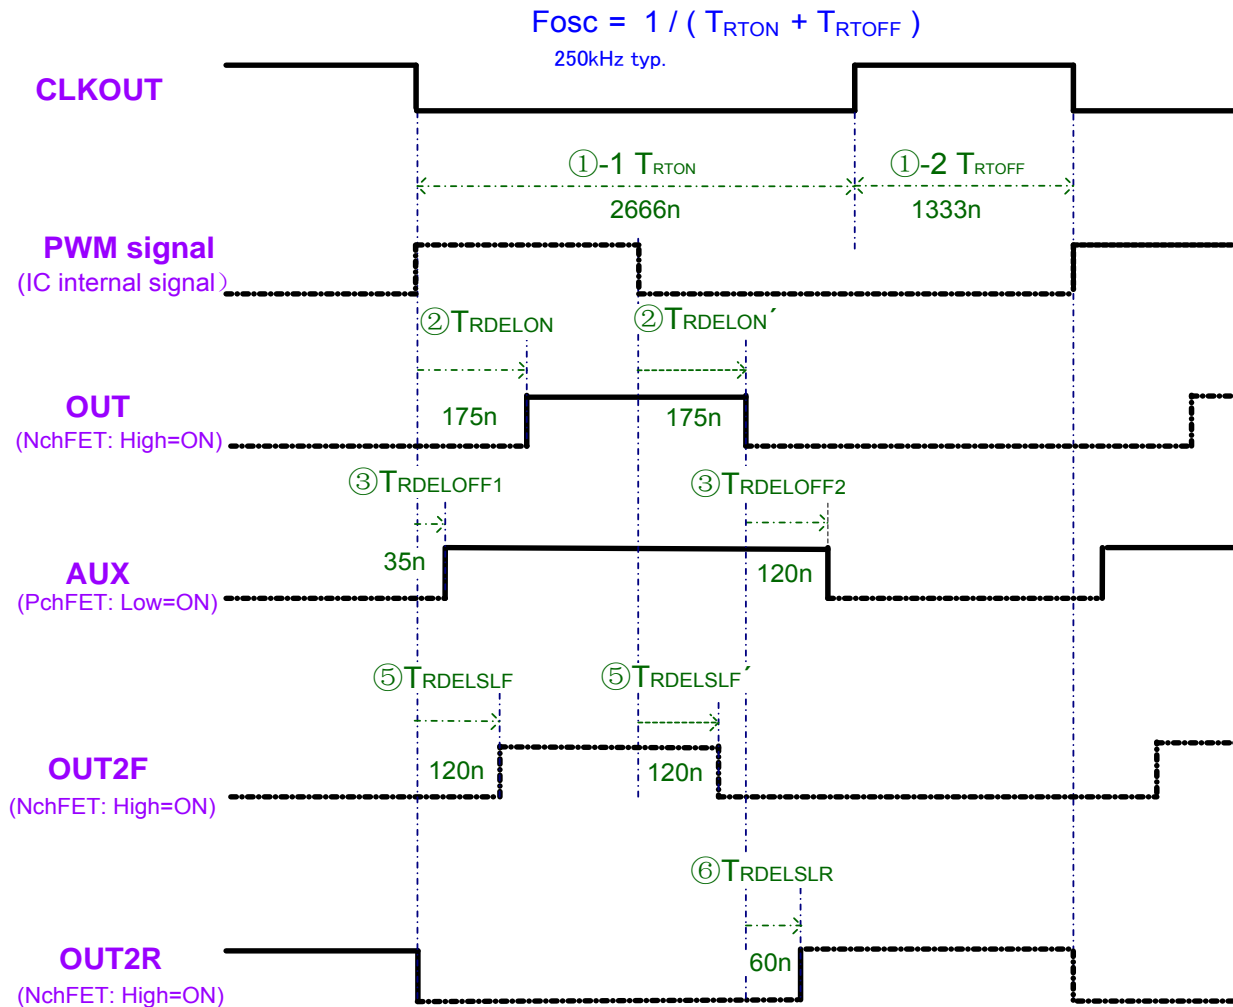 Fosc = 1 / ( TRTON + TRTOFF )
250kHz typ.
CLKOUT
①-1 TRTON
①-2 TRTOFF
2666n
1333n
PWM signal
(IC internal signal）
②TRDELON
②TRDELON´
OUT
(NchFET: High=ON)
175n
175n
③TRDELOFF1
③TRDELOFF2
35n
120n
AUX
(PchFET: Low=ON)
⑤TRDELSLF
⑤TRDELSLF´
OUT2F
(NchFET: High=ON)
120n
120n
⑥TRDELSLR
60n
OUT2R
(NchFET: High=ON)